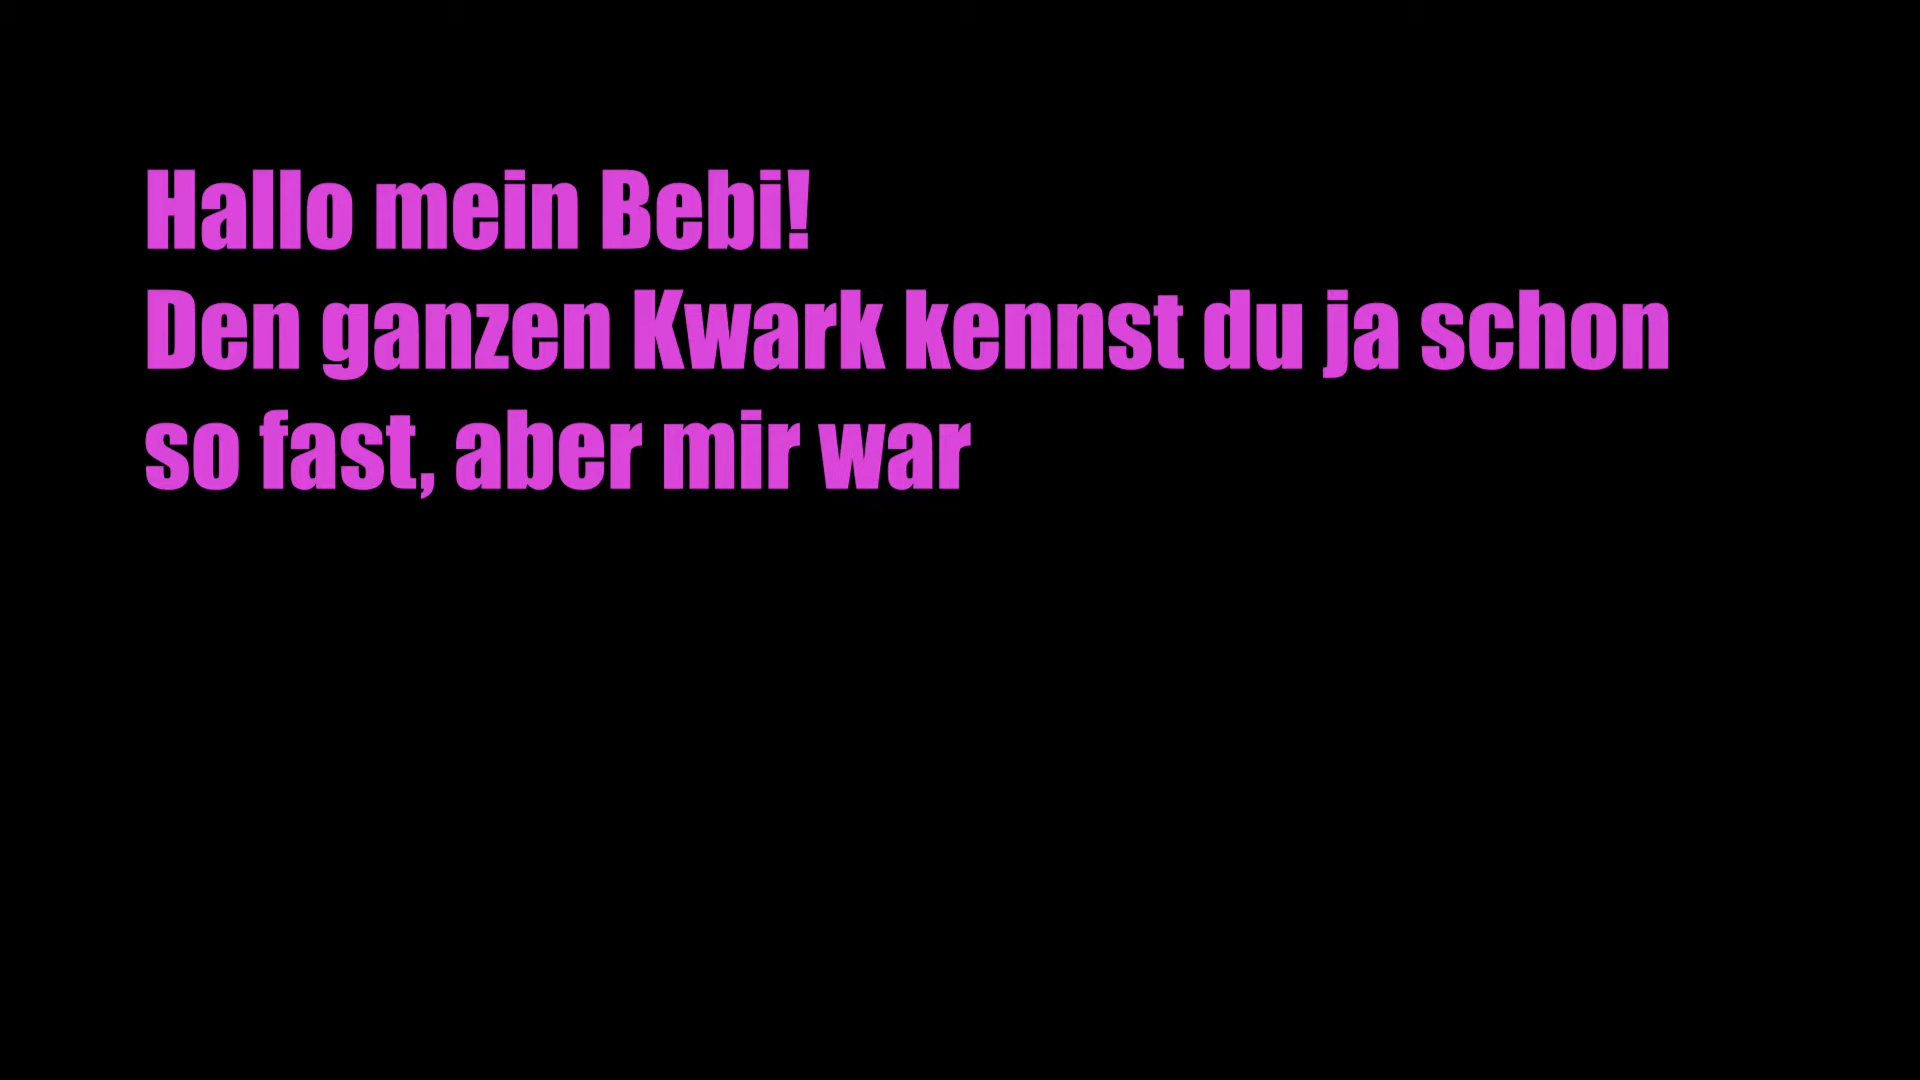 Hallo mein Bebi!
Den ganzen Kwark kennst du ja schon
so fast, aber mir war